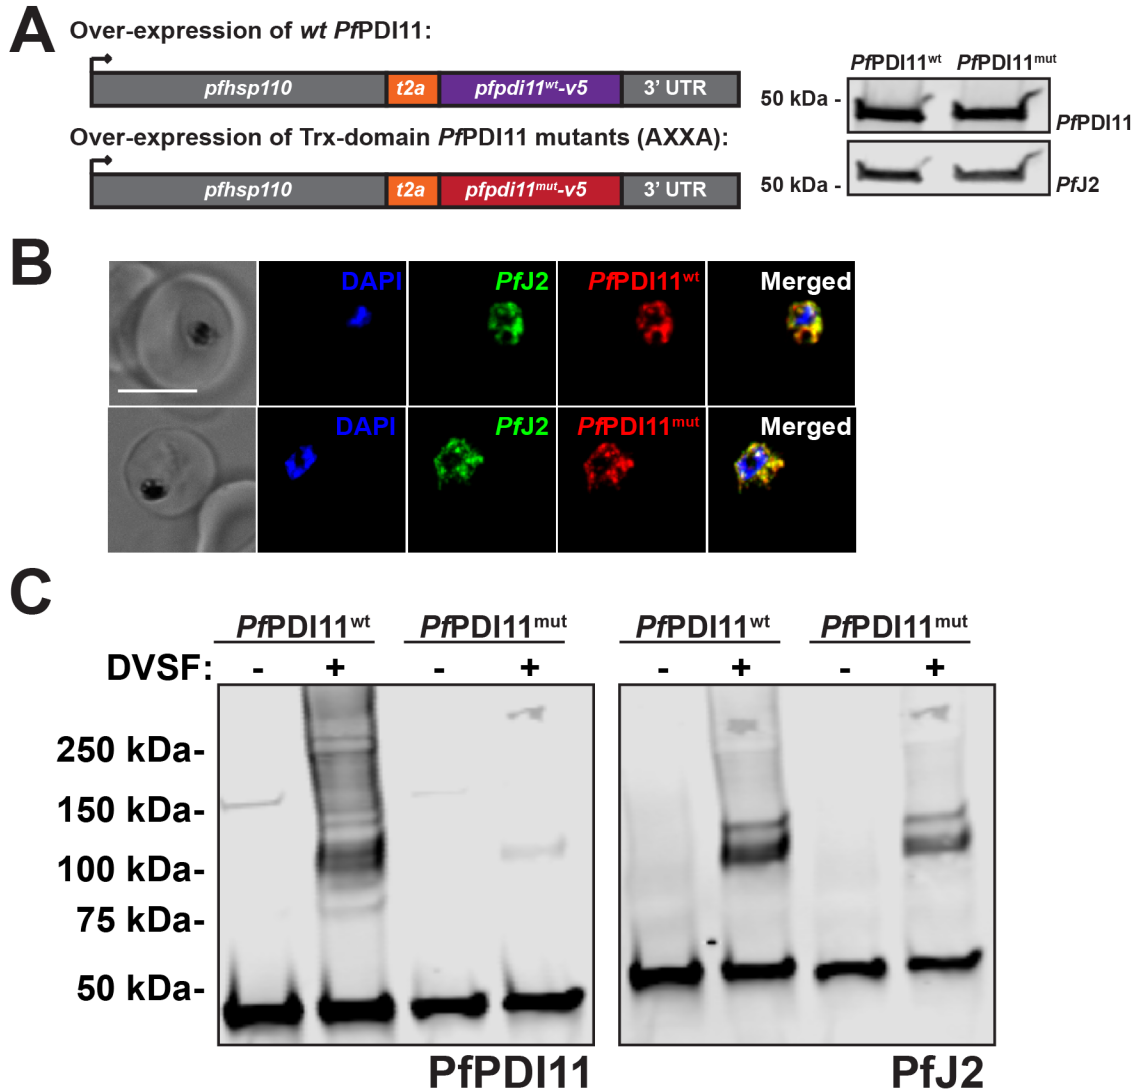 A
Over-expression of wt PfPDI11:
pfhsp110 t2a pfpdi11wt-v5 3’ UTR
Over-expression of Trx-domain PfPDI11 mutants (AXXA):
pfhsp110 t2a pfpdi11mut-v5 3’ UTR
PfPDI11wt PfPDI11mut
50 kDa -
PfPDI11
50 kDa -
PfJ2
B
DAPI PfJ2 PfPDI11wt Merged
DAPI PfJ2 PfPDI11mut Merged
C
PfPDI11wt PfPDI11mut PfPDI11wt PfPDI11mut
DVSF: - + - + - + - +
250 kDa-
150 kDa-
100 kDa-
75 kDa-
50 kDa-
PfPDI11 PfJ2